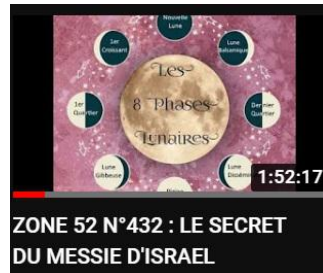 Nouvelle
Lune
1er
Croissant
Lune
Balsamique
Les
8 Phases
Lunaires
1er
Quartier
Dernier
Quartier
Lune
Gibbeuse
Lune
1:52:17
ZONE 52 N°432 : LE SECRET
DU MESSIE D'ISRAEL